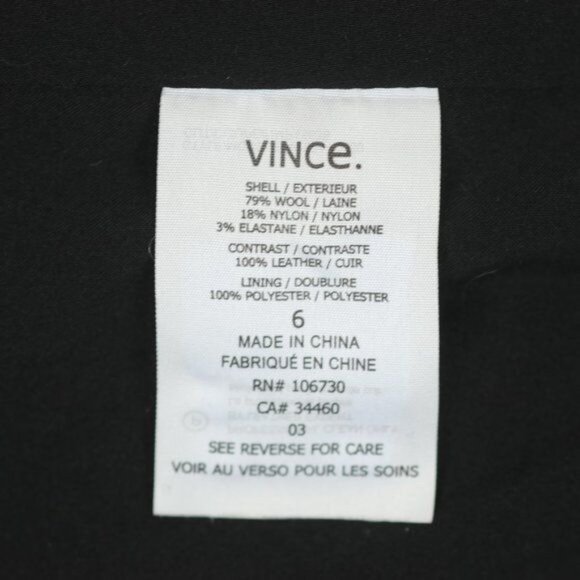 VINCe.
SHELL / EXTERIEUR
79% WOOL / LAINE
18% NYLON / NYLON
3% ELASTANE / ELASTHANNE
CONTRAST / CONTRASTE
100% LEATHER / CUIR
LINING / DOUBLURE
100% POLYESTER / POLYESTER
6
MADE IN CHINA
FABRIQUÉ EN CHINE
RN# 106730
CA# 34460
03
SEE REVERSE FOR CARE
VOIR AU VERSO POUR LES SOINS